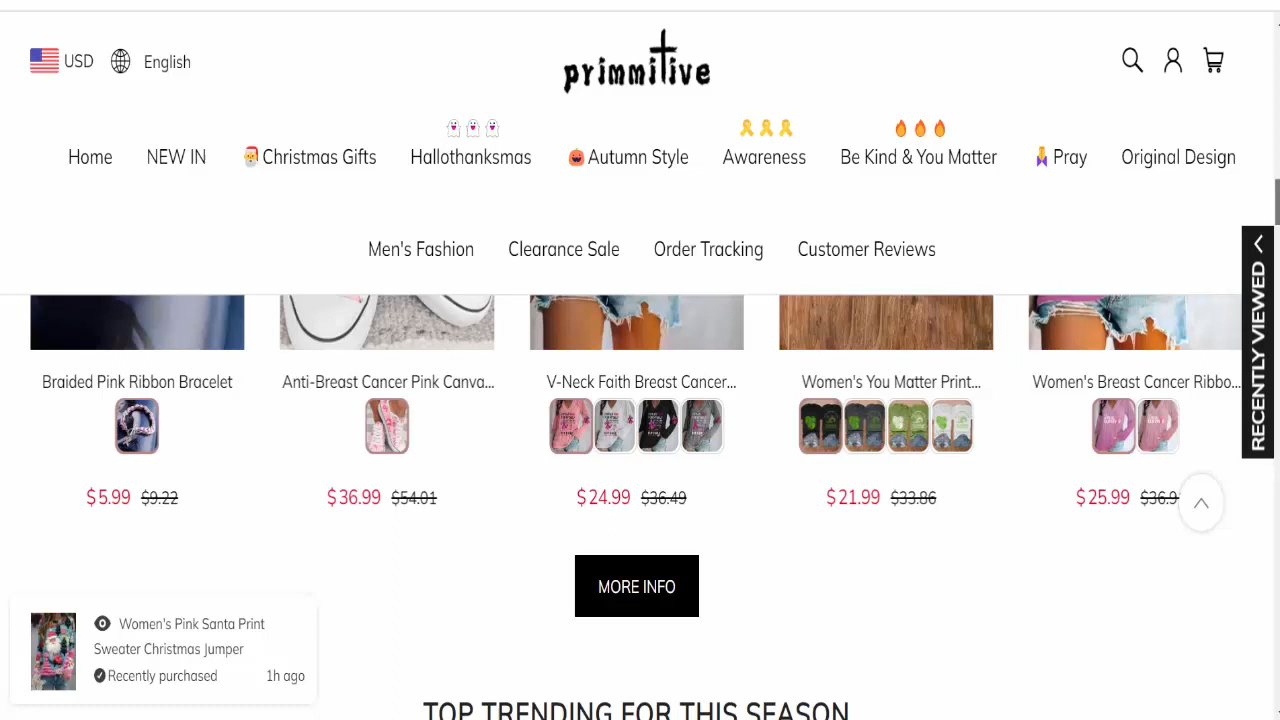 USD English
primmitive
Home NEW IN Christmas Gifts Hallothanksmas Autumn Style Awareness Be Kind & You Matter Pray Original Design
Men's Fashion Clearance Sale Order Tracking Customer Reviews
RECENTLY VIEWED
Braided Pink Ribbon Bracelet Anti-Breast Cancer Pink Canva... V-Neck Faith Breast Cancer... Women's You Matter Print... Women's Breast Cancer Ribbo...
$5.99 $9.22 $36.99 $54.01 $24.99 $36.49 $21.99 $33.86 $25.99 $36.9
MORE INFO
Women's Pink Santa Print
Sweater Christmas Jumper
Recently purchased 1h ago
TOP TRENDING FOR THIS SEASON